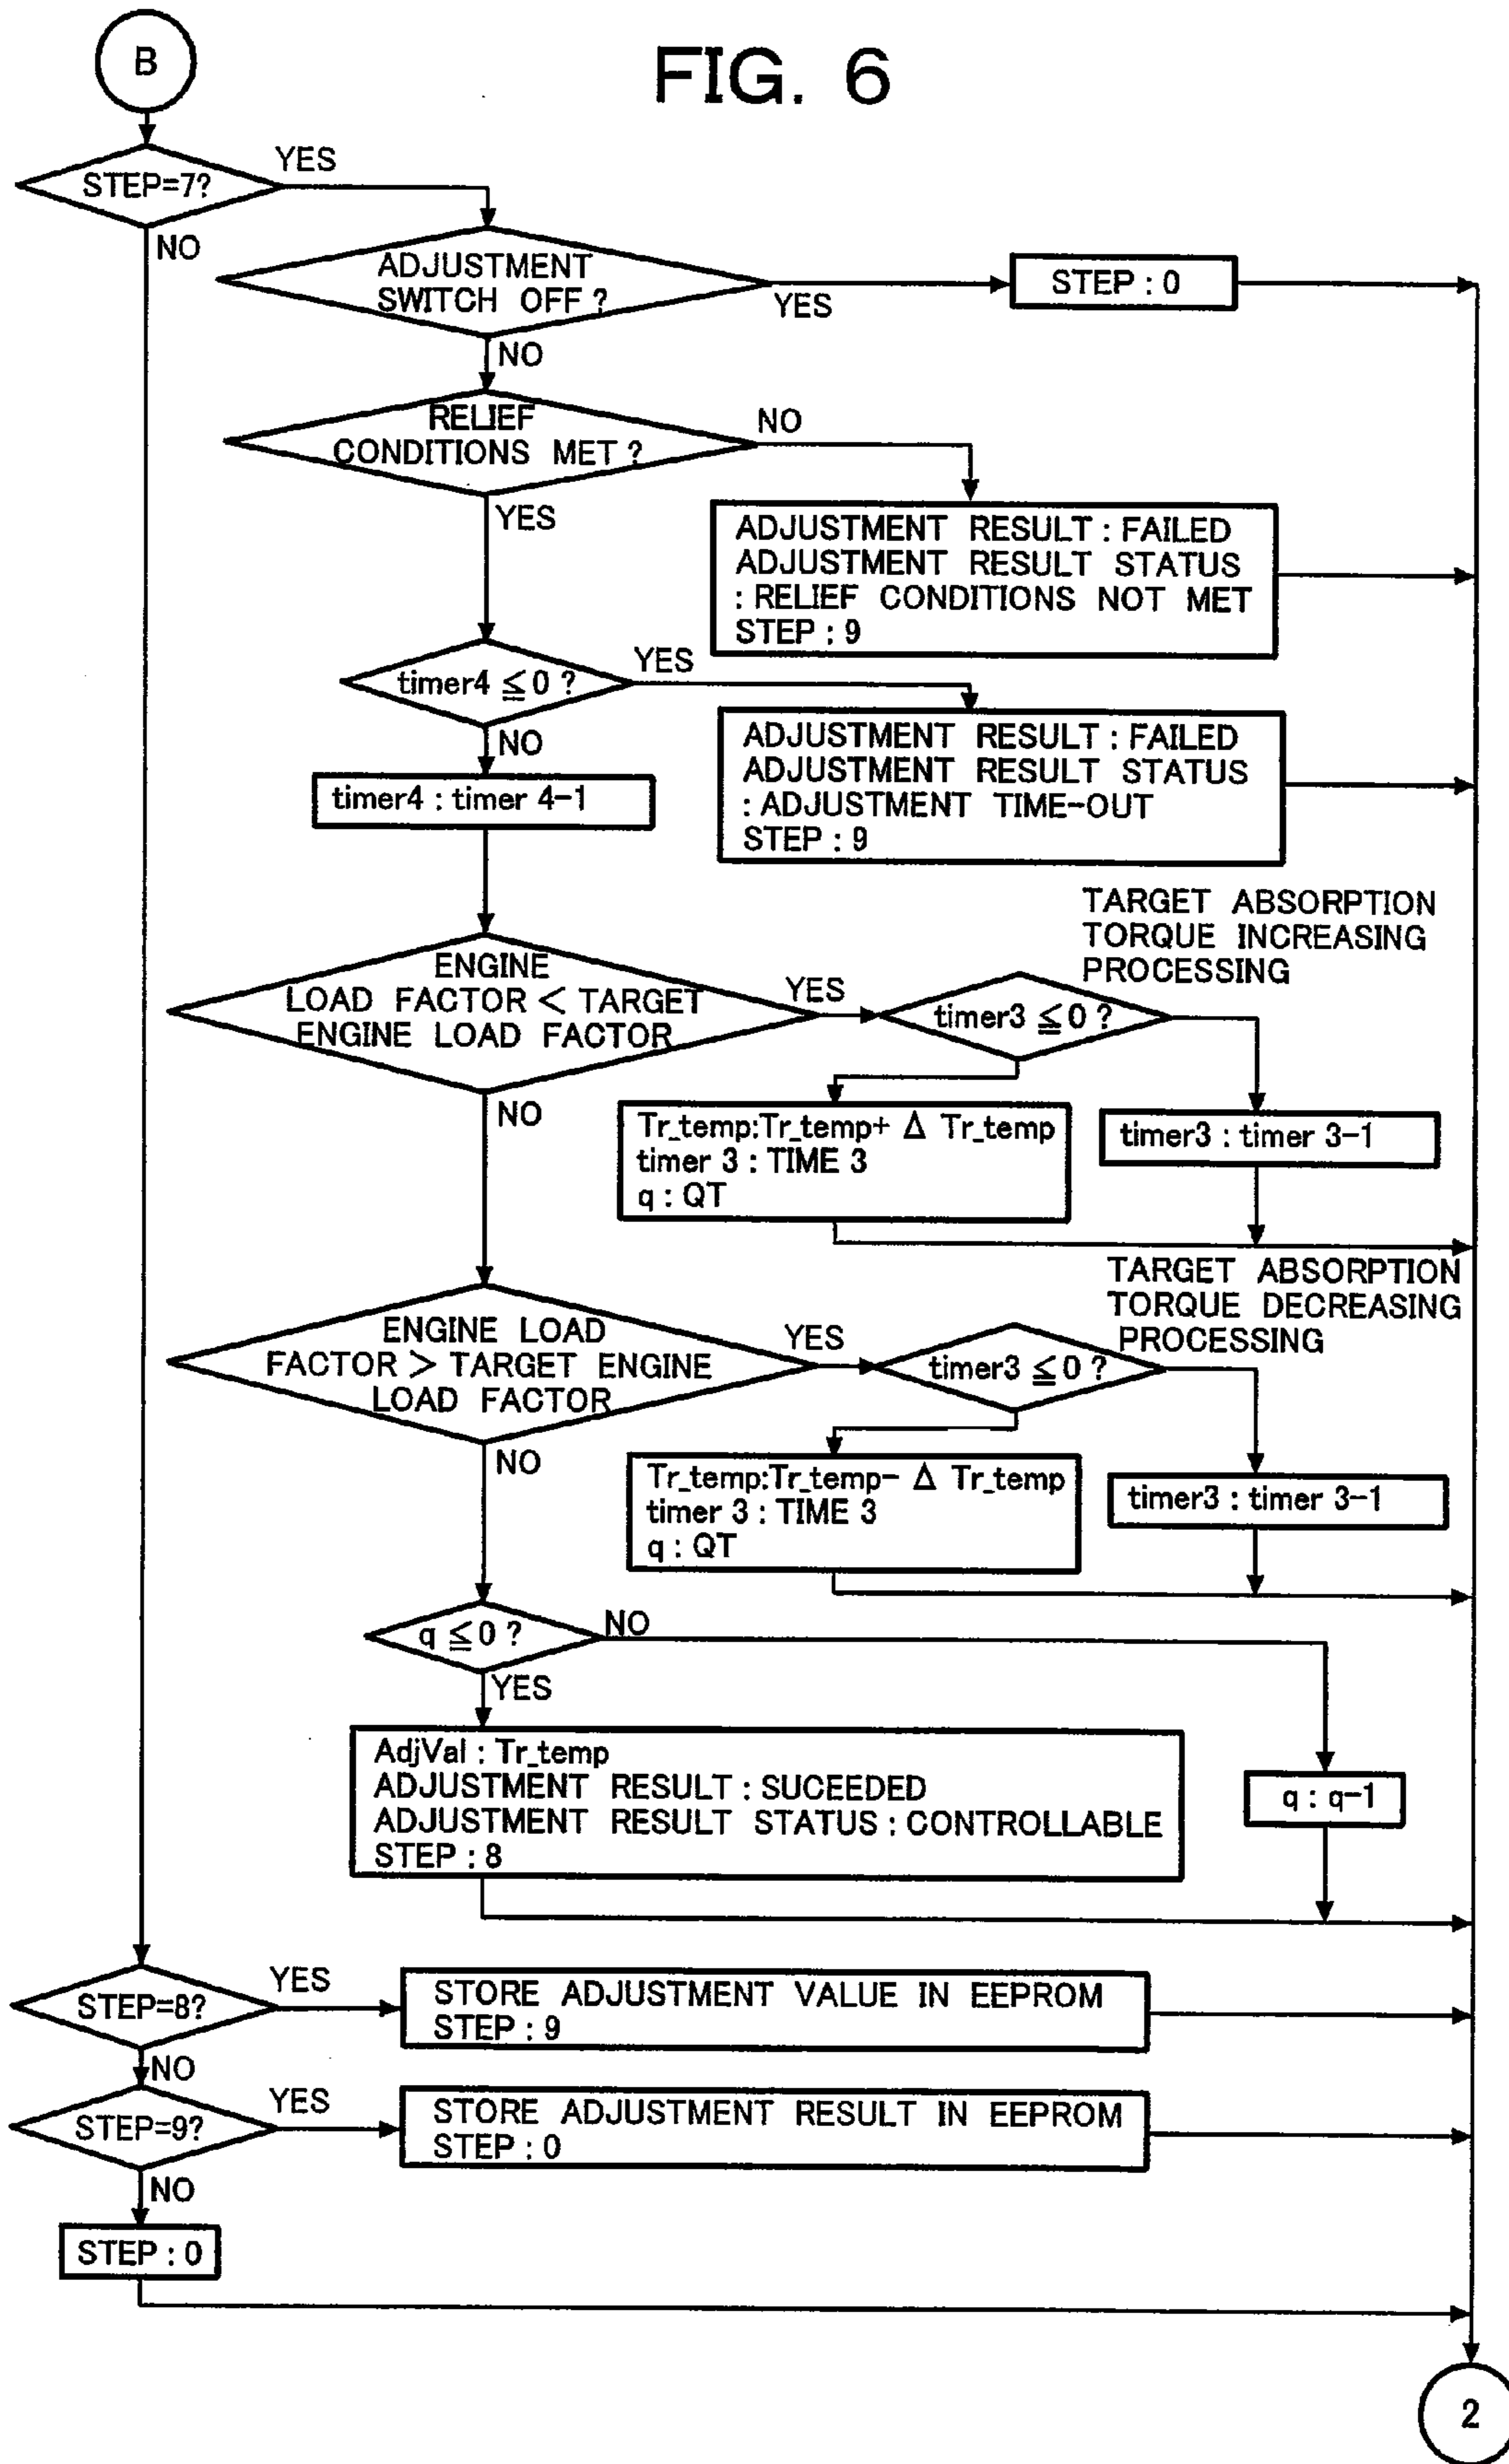 B
FIG. 6
STEP=7?
YES
NO
ADJUSTMENT
SWITCH OFF ?
YES
STEP : 0
NO
RELIEF
CONDITIONS MET ?
NO
YES
ADJUSTMENT RESULT : FAILED
ADJUSTMENT RESULT STATUS
: RELIEF CONDITIONS NOT MET
STEP : 9
timer4 ≦ 0 ?
YES
NO
ADJUSTMENT RESULT : FAILED
ADJUSTMENT RESULT STATUS
: ADJUSTMENT TIME-OUT
STEP : 9
timer4 : timer 4-1
TARGET ABSORPTION
TORQUE INCREASING
PROCESSING
ENGINE
LOAD FACTOR < TARGET
ENGINE LOAD FACTOR
YES
timer3 ≦ 0 ?
NO
Tr_temp:Tr_temp+ Δ Tr_temp
timer 3 : TIME 3
q : QT
timer3 : timer 3-1
TARGET ABSORPTION
TORQUE DECREASING
PROCESSING
ENGINE LOAD
FACTOR > TARGET ENGINE
LOAD FACTOR
YES
timer3 ≦ 0 ?
NO
Tr_temp:Tr_temp- Δ Tr_temp
timer 3 : TIME 3
q : QT
timer3 : timer 3-1
q ≦ 0 ?
NO
YES
AdjVal : Tr_temp
ADJUSTMENT RESULT : SUCEEDED
ADJUSTMENT RESULT STATUS : CONTROLLABLE
STEP : 8
q : q-1
STEP=8?
YES
STORE ADJUSTMENT VALUE IN EEPROM
STEP : 9
NO
STEP=9?
YES
STORE ADJUSTMENT RESULT IN EEPROM
STEP : 0
NO
STEP : 0
2